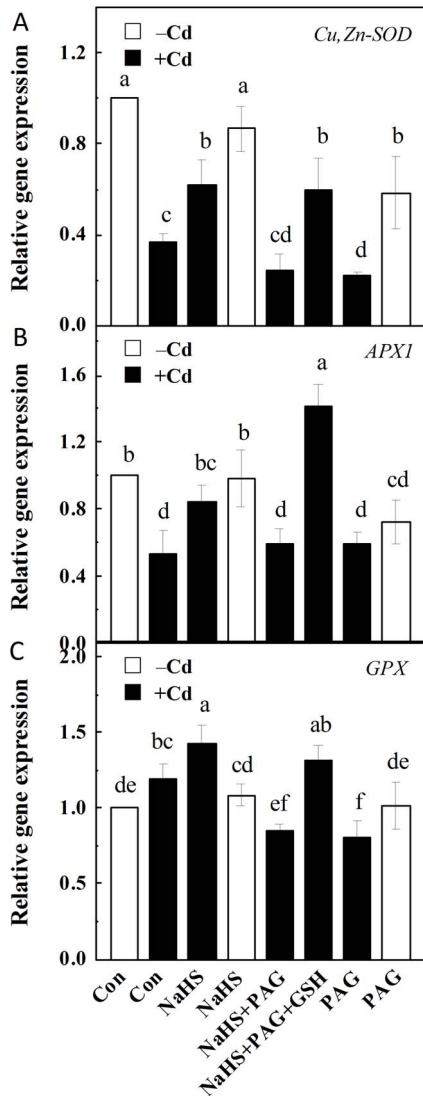 A
Relative gene expression
1.2
0.8
0.4
0.0
–Cd
+Cd
Cu,Zn-SOD
a
c
b
a
cd
b
d
b
B
Relative gene expression
1.6
1.2
0.8
0.4
0.0
–Cd
+Cd
APX1
b
d
bc
b
d
a
d
cd
C
Relative gene expression
2.0
1.5
1.0
0.5
0.0
–Cd
+Cd
GPX
de
bc
a
cd
ef
ab
f
de
Con
Con
NaHS
NaHS
NaHS+PAG
NaHS+PAG+GSH
PAG
PAG